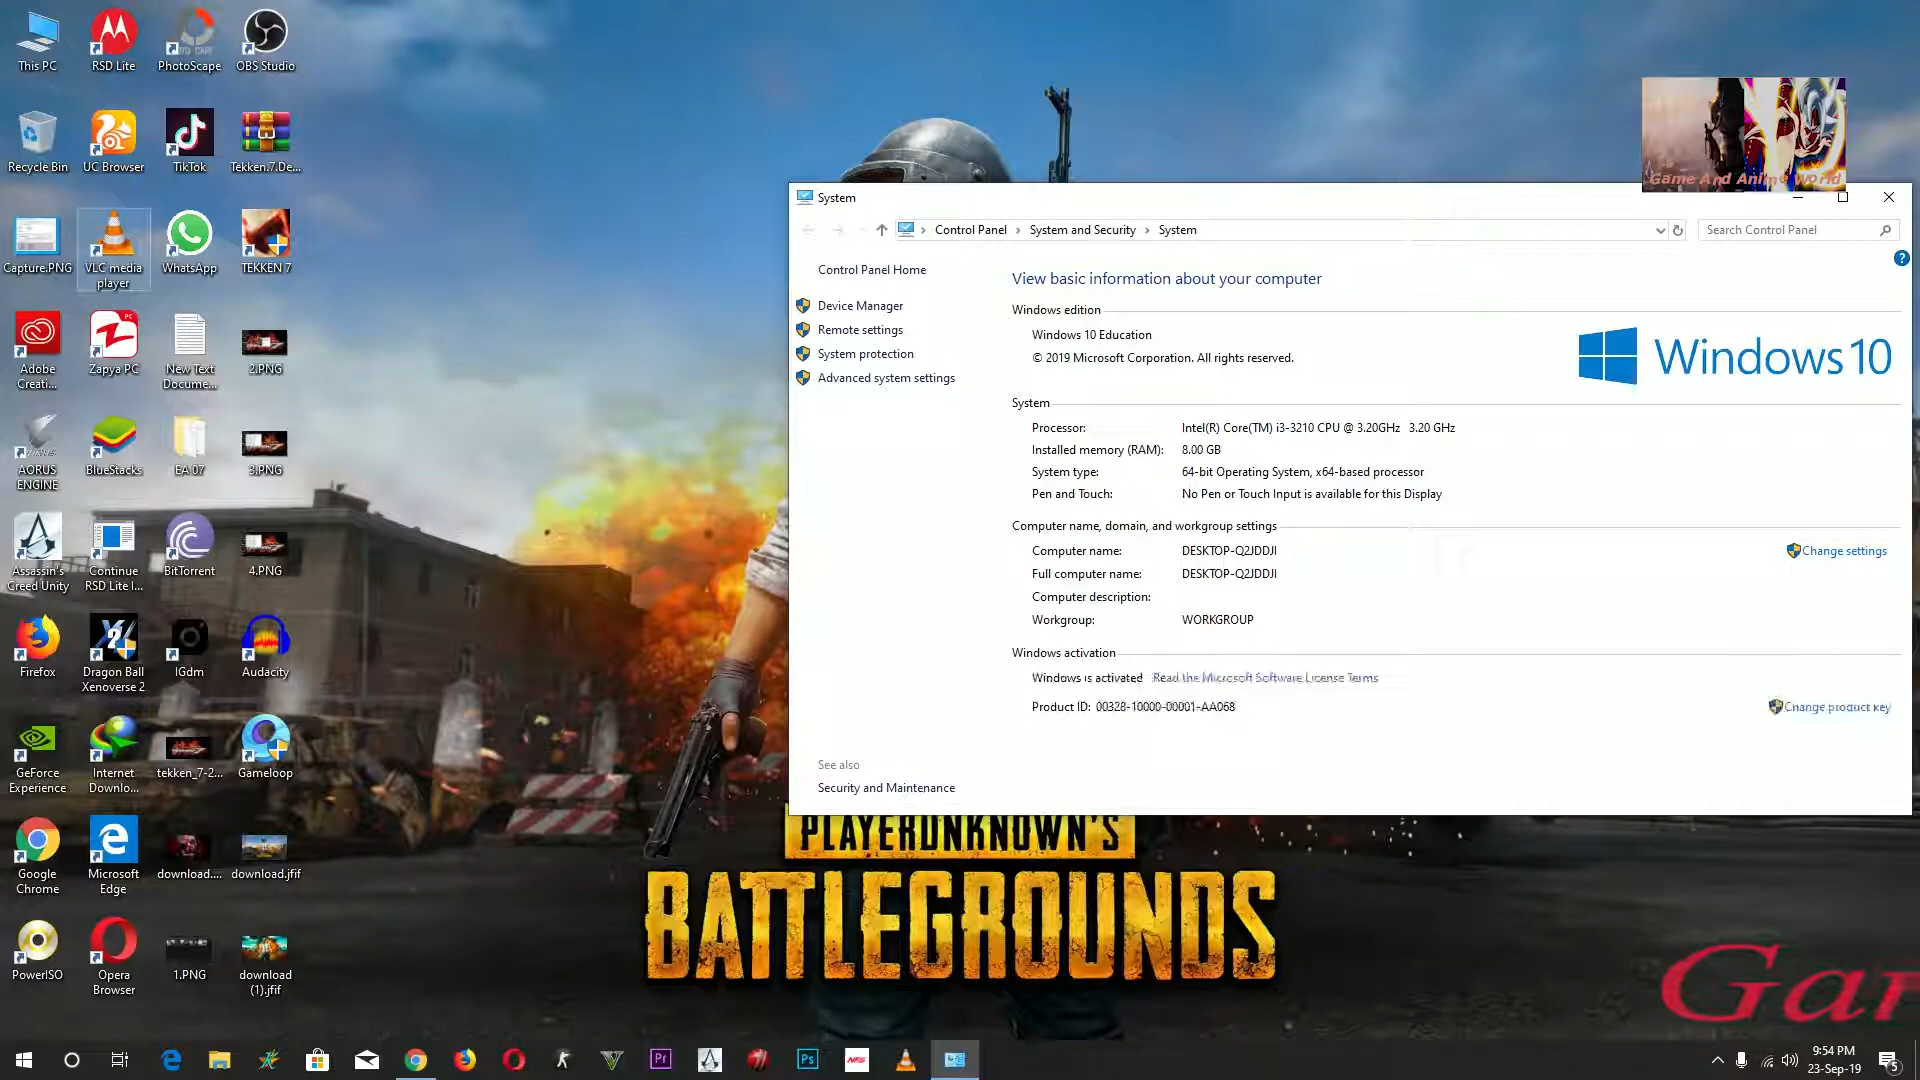 This PC
RSD Lite
PhotoScape
OBS Studio
Recycle Bin
UC Browser
TikTok
Tekken.7.De...
Capture.PNG
VLC media
player
WhatsApp
TEKKEN 7
Adobe
Creati...
Zapya PC
New Text
Docume...
2.PNG
AORUS
ENGINE
BlueStacks
EA 07
3.PNG
Assassin's
Creed Unity
Continue
RSD Lite I...
BitTorrent
4.PNG
Firefox
Dragon Ball
Xenoverse 2
IGdm
Audacity
GeForce
Experience
Internet
Downlo...
tekken_7-2...
Gameloop
Google
Chrome
Microsoft
Edge
download....
download.jfif
PowerISO
Opera
Browser
1.PNG
download
(1).jfif
Game And Anime World
System
Control Panel
System and Security
System
Search Control Panel
Control Panel Home
Device Manager
Remote settings
System protection
Advanced system settings
See also
Security and Maintenance
View basic information about your computer
Windows edition
Windows 10 Education
© 2019 Microsoft Corporation. All rights reserved.
Windows 10
System
Processor: Intel(R) Core(TM) i3-3210 CPU @ 3.20GHz 3.20 GHz
Installed memory (RAM): 8.00 GB
System type: 64-bit Operating System, x64-based processor
Pen and Touch: No Pen or Touch Input is available for this Display
Computer name, domain, and workgroup settings
Computer name: DESKTOP-Q2JDDJI
Change settings
Full computer name: DESKTOP-Q2JDDJI
Computer description:
Workgroup: WORKGROUP
Windows activation
Windows is activated Read the Microsoft Software License Terms
Product ID: 00328-10000-00001-AA068
Change product key
PLAYERUNKNOWN'S
BATTLEGROUNDS
Gar
Pr
Ps
NFS
9:54 PM
23-Sep-19
5